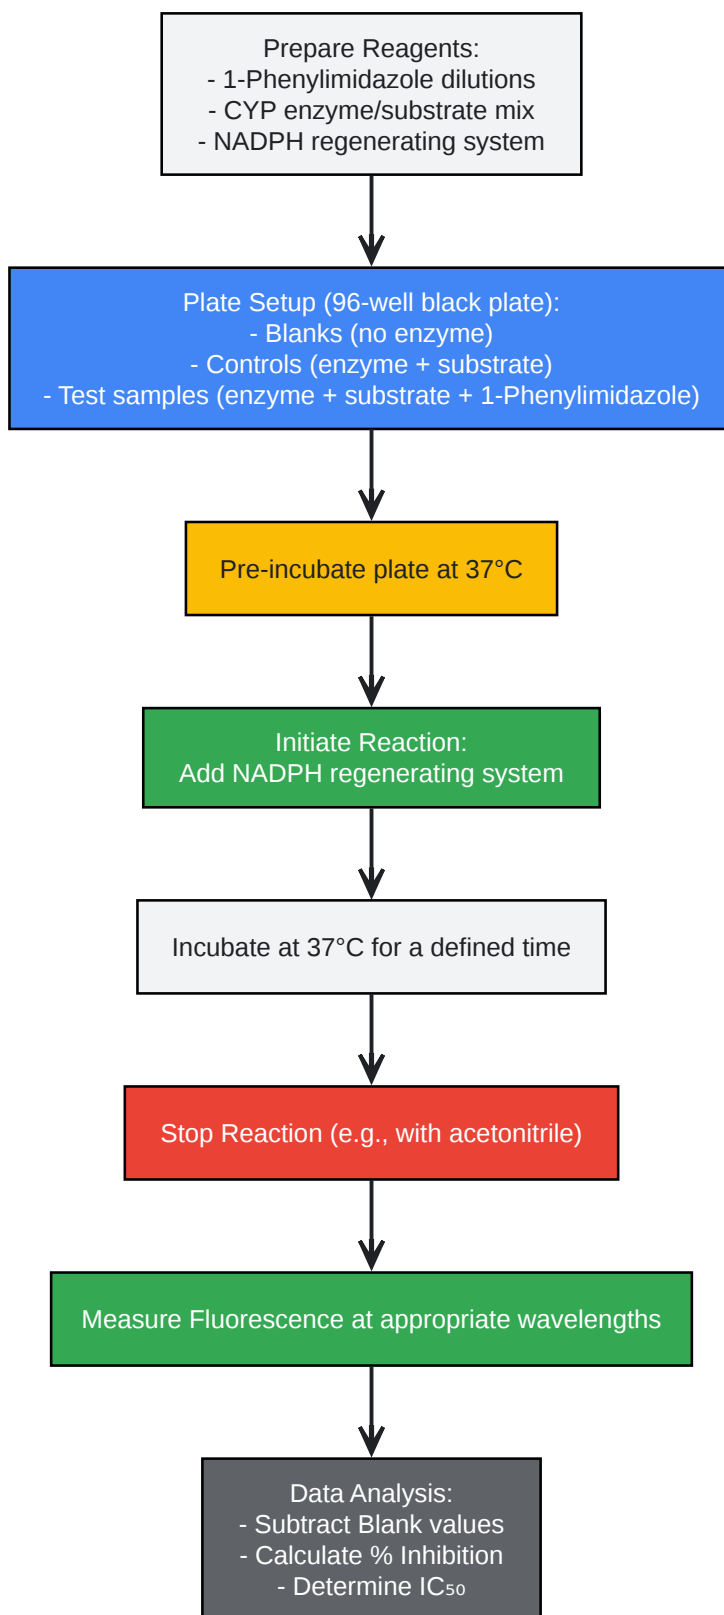 Prepare Reagents:
- 1-Phenylimidazole dilutions
- CYP enzyme/substrate mix
- NADPH regenerating system
Plate Setup (96-well black plate):
- Blanks (no enzyme)
- Controls (enzyme + substrate)
- Test samples (enzyme + substrate + 1-Phenylimidazole)
Pre-incubate plate at 37°C
Initiate Reaction:
Add NADPH regenerating system
Incubate at 37°C for a defined time
Stop Reaction (e.g., with acetonitrile)
Measure Fluorescence at appropriate wavelengths
Data Analysis:
- Subtract Blank values
- Calculate % Inhibition
- Determine IC₅₀